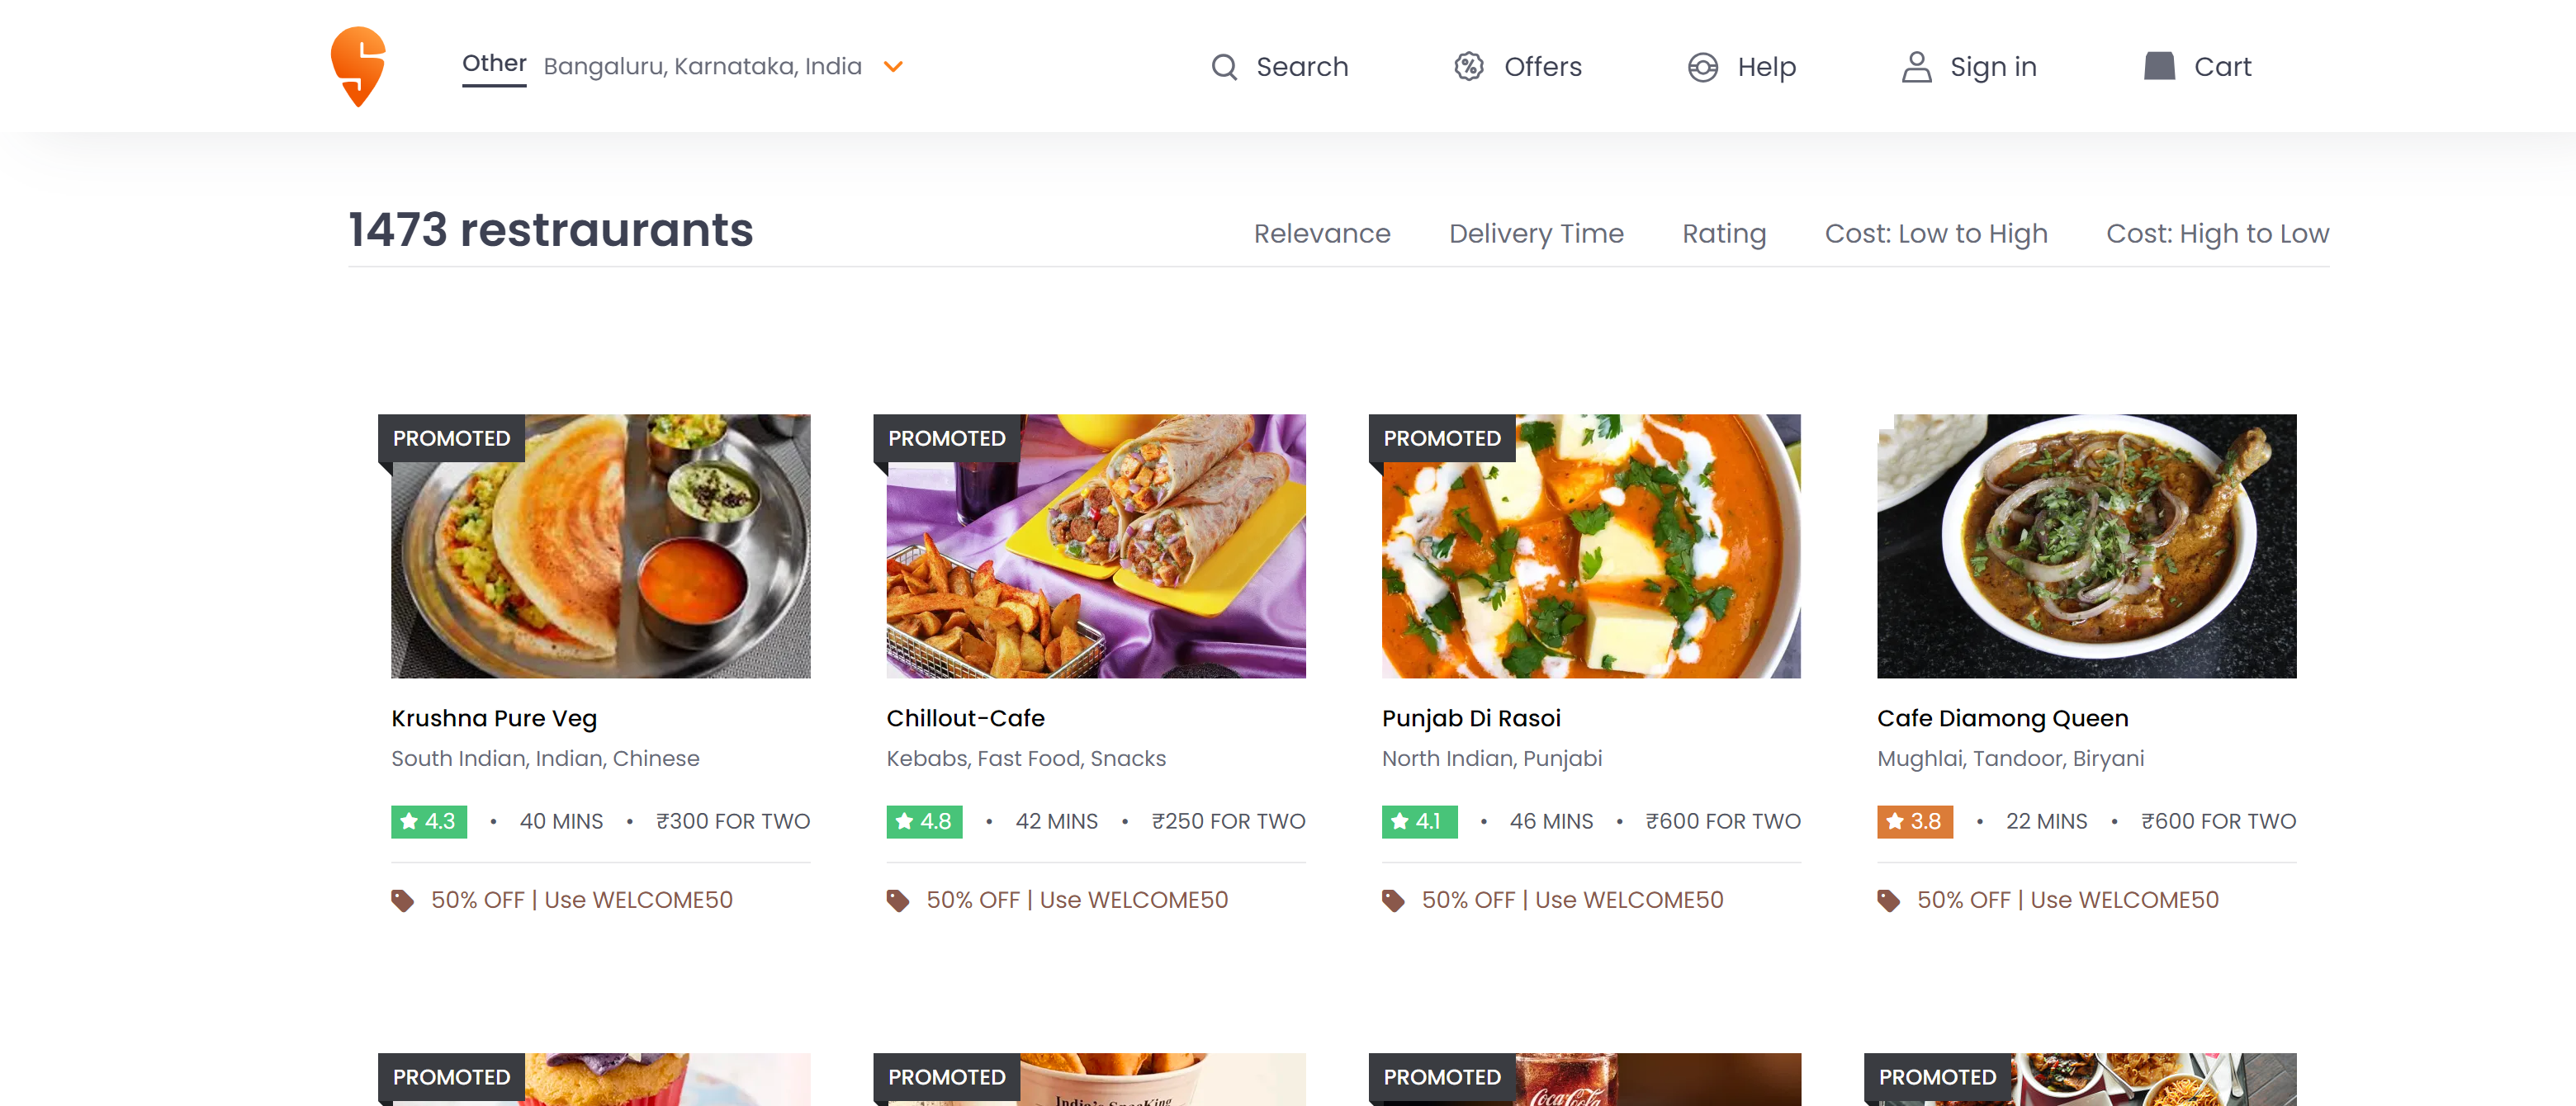 Other Bangaluru, Karnataka, India Search Offers Help Sign in Cart
1473 restraurants Relevance Delivery Time Rating Cost: Low to High Cost: High to Low
PROMOTED PROMOTED PROMOTED
Krushna Pure Veg Chillout-Cafe Punjab Di Rasoi Cafe Diamong Queen
South Indian, Indian, Chinese Kebabs, Fast Food, Snacks North Indian, Punjabi Mughlai, Tandoor, Biryani
★ 4.3 • 40 MINS • ₹300 FOR TWO ★ 4.8 • 42 MINS • ₹250 FOR TWO ★ 4.1 • 46 MINS • ₹600 FOR TWO ★ 3.8 • 22 MINS • ₹600 FOR TWO
50% OFF | Use WELCOME50 50% OFF | Use WELCOME50 50% OFF | Use WELCOME50 50% OFF | Use WELCOME50
PROMOTED PROMOTED PROMOTED PROMOTED
India's SnacKing Coca-Cola